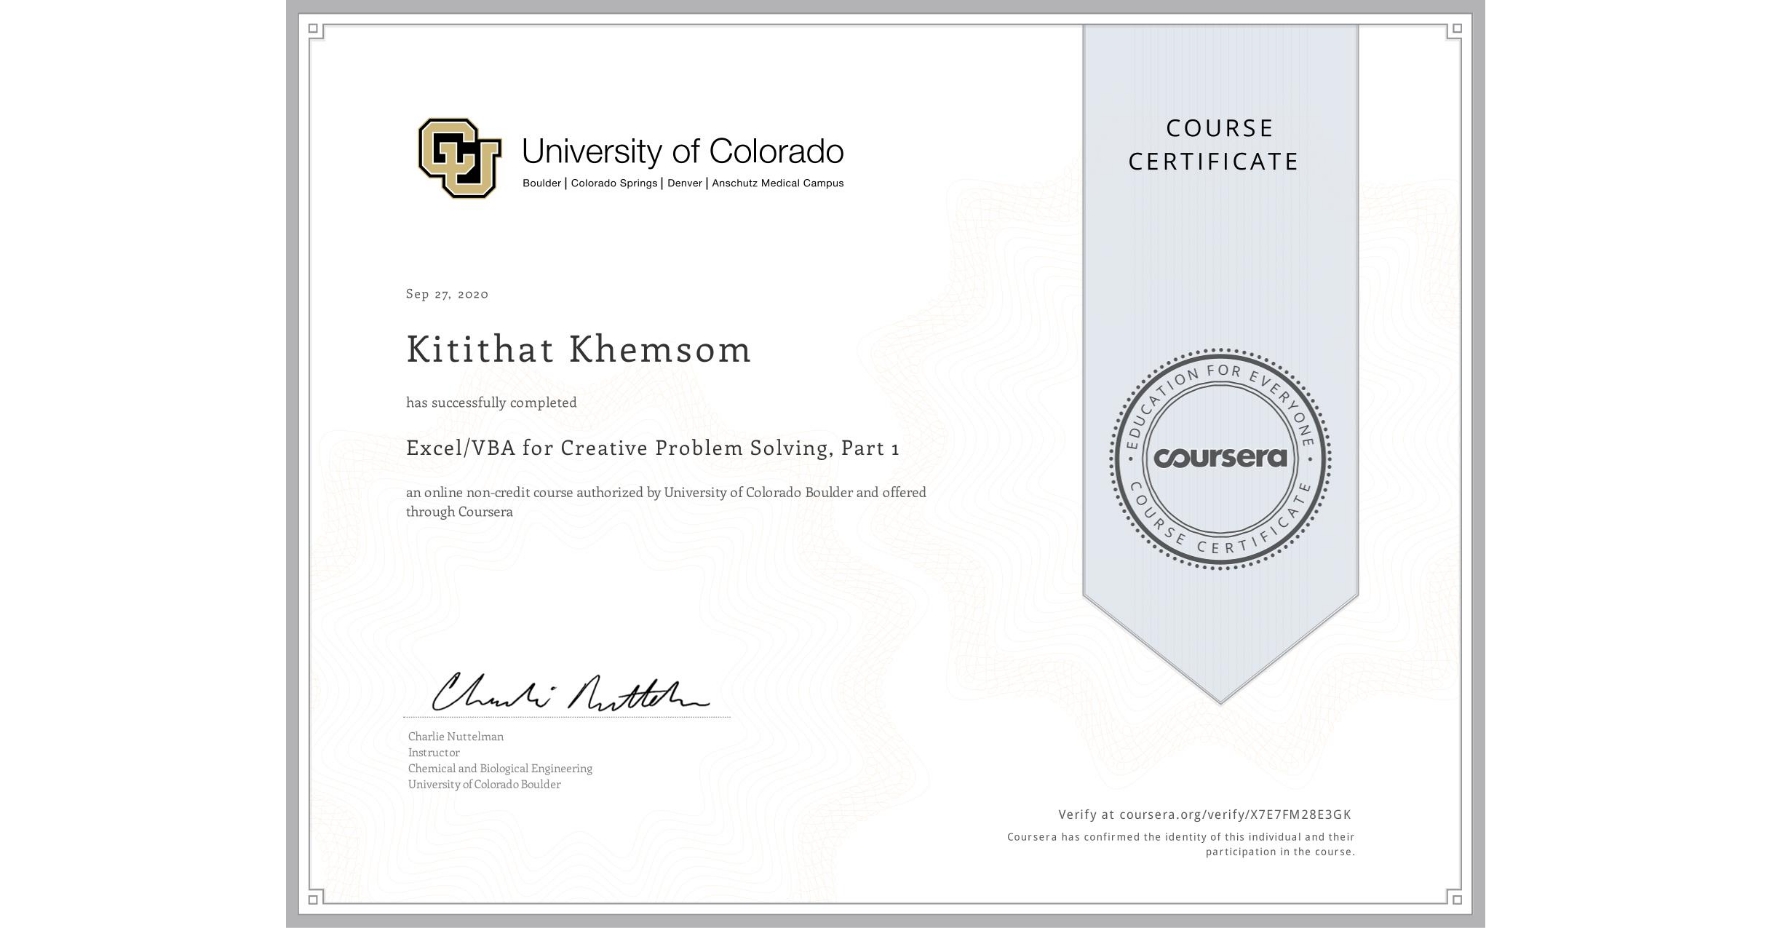 University of Colorado
Boulder | Colorado Springs | Denver | Anschutz Medical Campus
COURSE
CERTIFICATE
Sep 27, 2020
Kitithat Khemsom
has successfully completed
Excel/VBA for Creative Problem Solving, Part 1
an online non-credit course authorized by University of Colorado Boulder and offered
through Coursera
EDUCATION FOR EVERYONE
coursera
COURSE CERTIFICATE
Charlie Nuttelman
Charlie Nuttelman
Instructor
Chemical and Biological Engineering
University of Colorado Boulder
Verify at coursera.org/verify/X7E7FM28E3GK
Coursera has confirmed the identity of this individual and their
participation in the course.